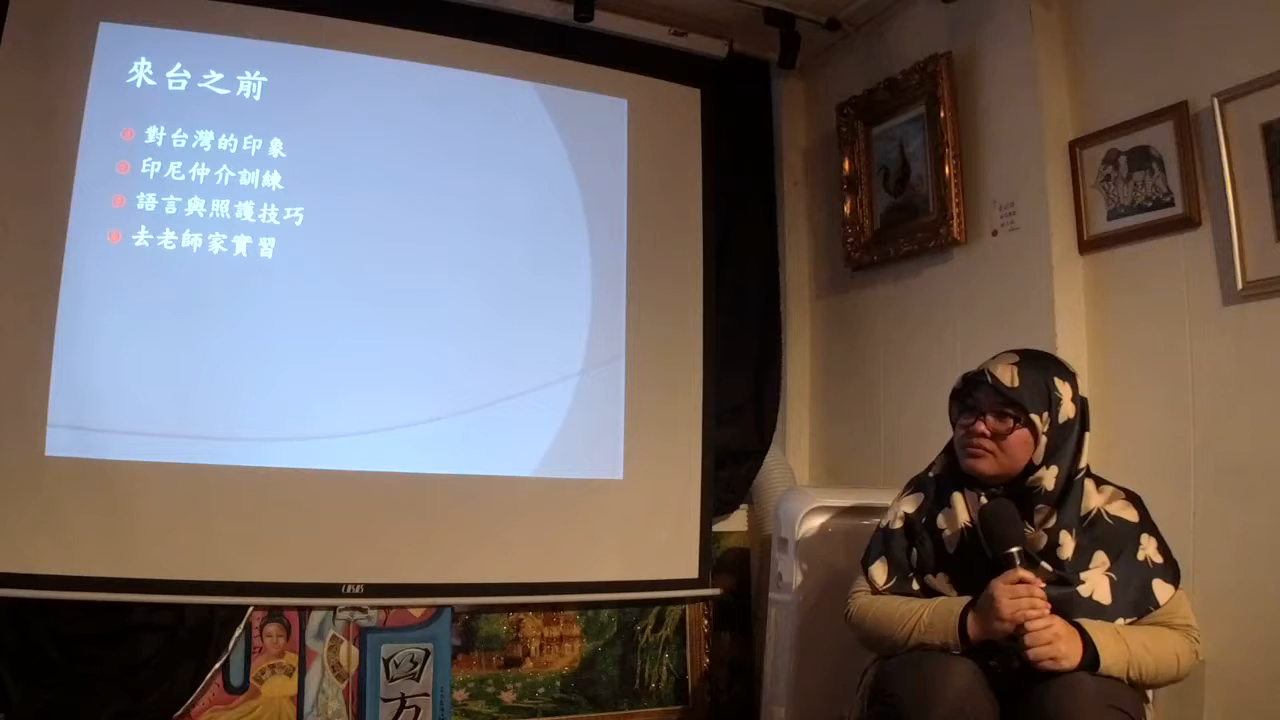 來台之前
對台灣的印象
印尼仲介訓練
語言與照護技巧
去老師家實習
四方